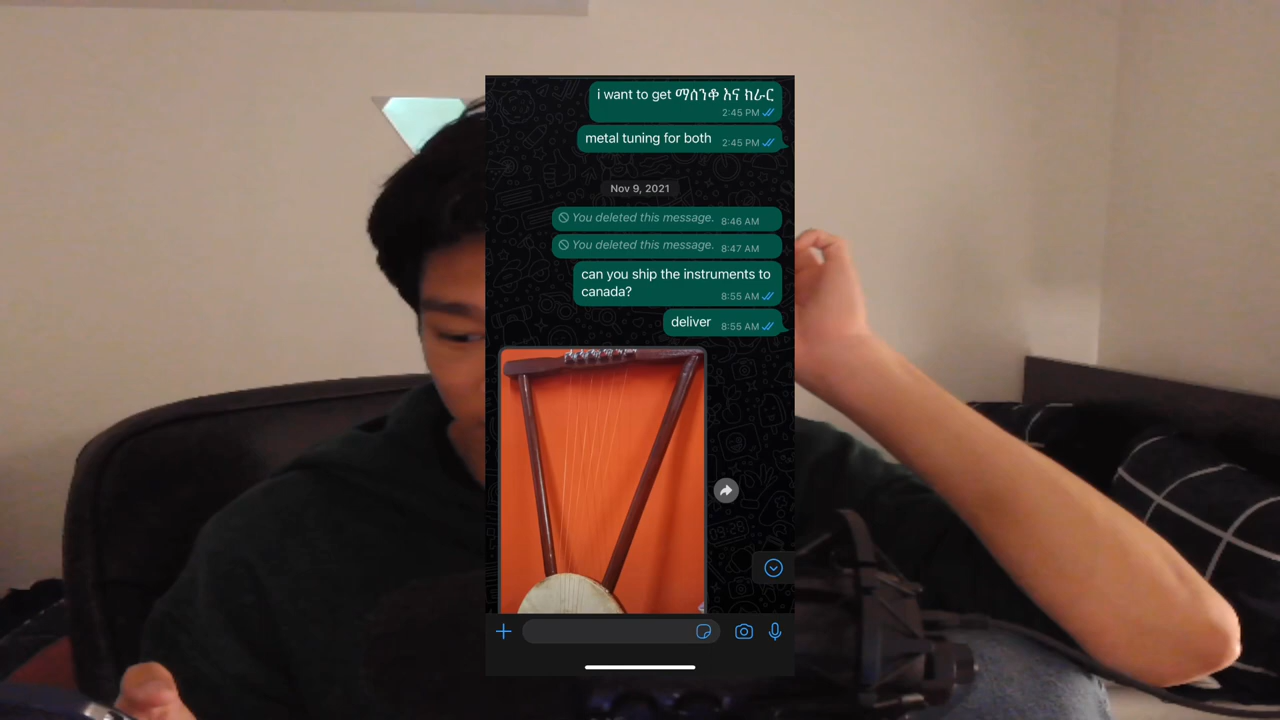 i want to get ማሰንቆ እና ክራር
2:45 PM
metal tuning for both
2:45 PM
Nov 9, 2021
You deleted this message.
8:46 AM
You deleted this message.
8:47 AM
can you ship the instruments to
canada?
8:55 AM
deliver
8:55 AM